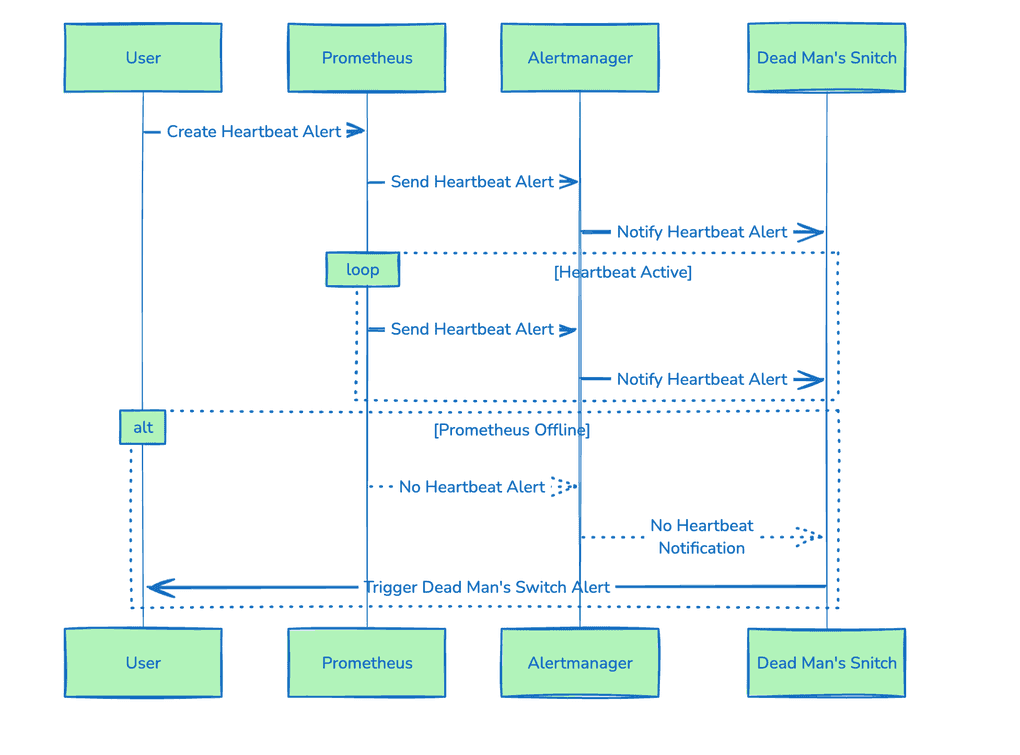 User
Prometheus
Alertmanager
Dead Man's Snitch
Create Heartbeat Alert
Send Heartbeat Alert
Notify Heartbeat Alert
loop
[Heartbeat Active]
Send Heartbeat Alert
Notify Heartbeat Alert
alt
[Prometheus Offline]
No Heartbeat Alert
No Heartbeat
Notification
Trigger Dead Man's Switch Alert
User
Prometheus
Alertmanager
Dead Man's Snitch